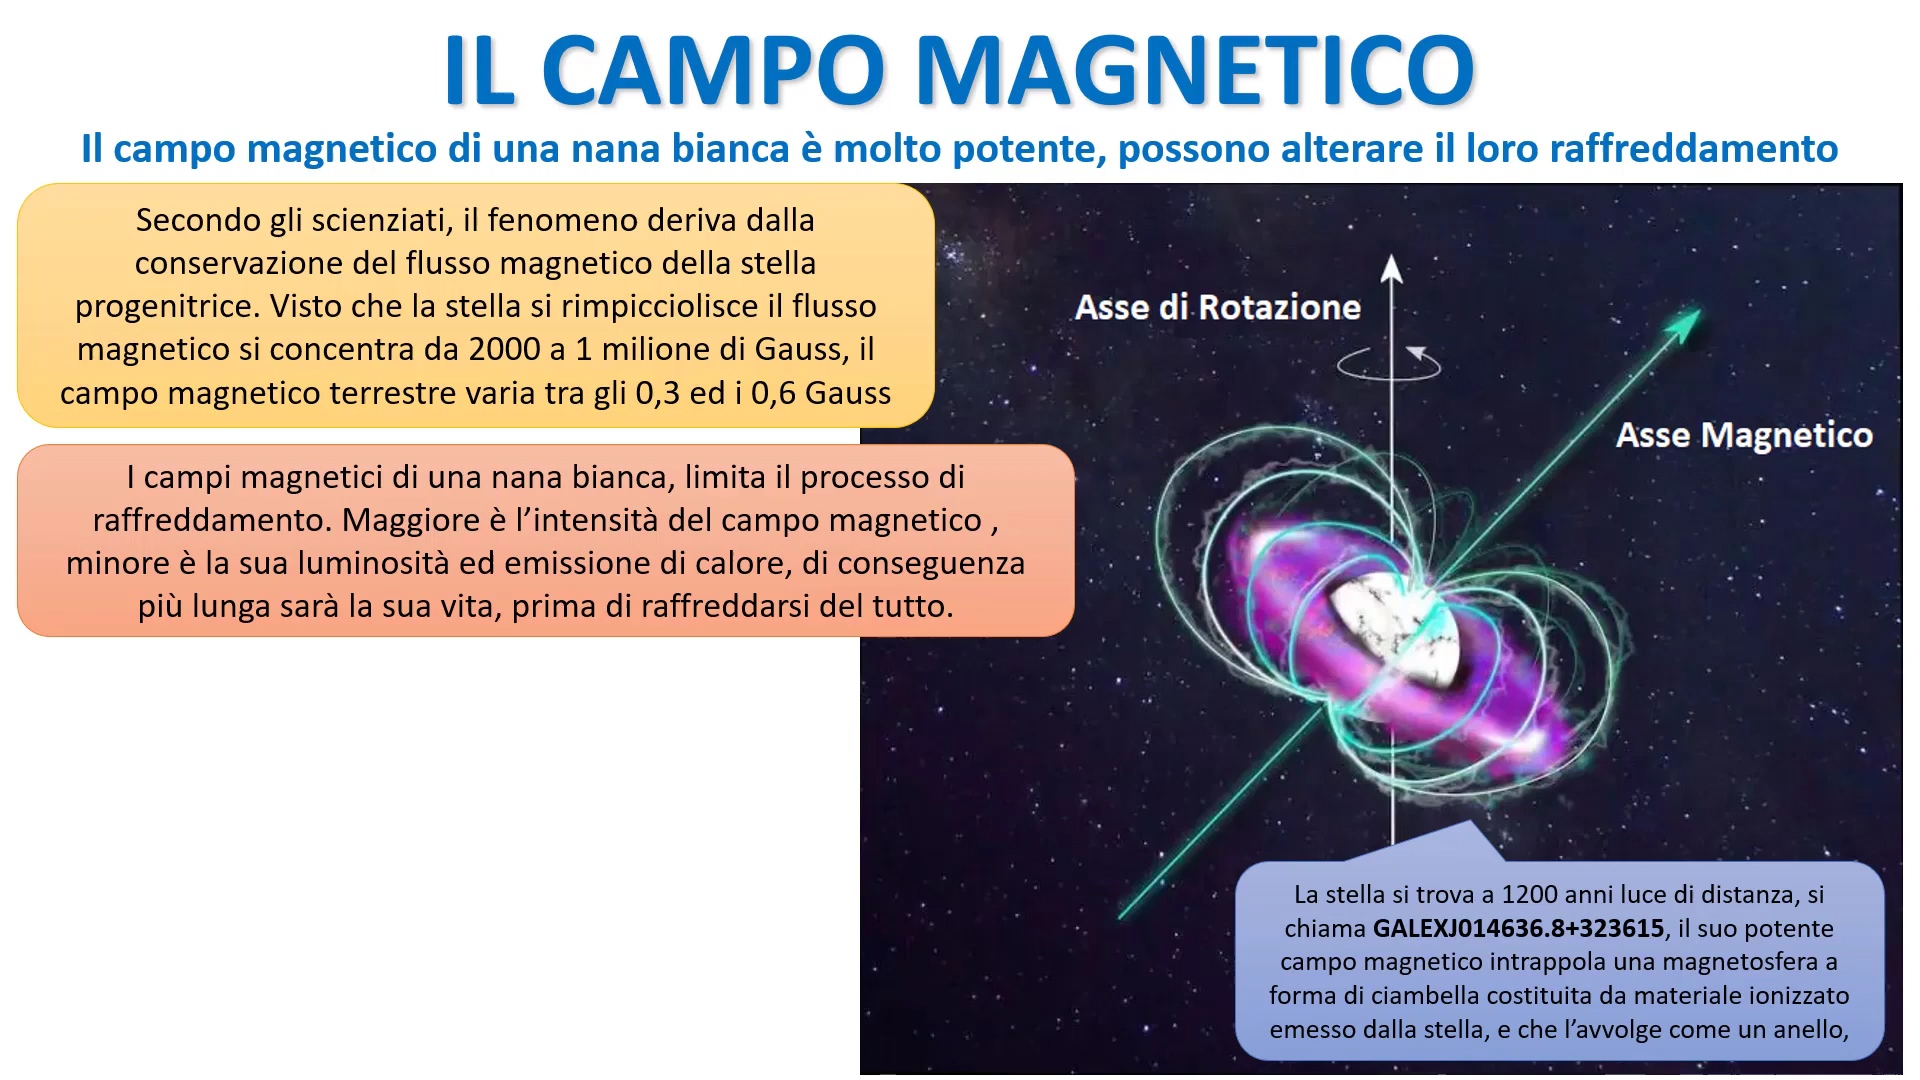 IL CAMPO MAGNETICO
Il campo magnetico di una nana bianca è molto potente, possono alterare il loro raffreddamento
Secondo gli scienziati, il fenomeno deriva dalla
conservazione del flusso magnetico della stella
progenitrice. Visto che la stella si rimpicciolisce il flusso
magnetico si concentra da 2000 a 1 milione di Gauss, il
campo magnetico terrestre varia tra gli 0,3 ed i 0,6 Gauss
I campi magnetici di una nana bianca, limita il processo di
raffreddamento. Maggiore è l’intensità del campo magnetico ,
minore è la sua luminosità ed emissione di calore, di conseguenza
più lunga sarà la sua vita, prima di raffreddarsi del tutto.
Asse di Rotazione
Asse Magnetico
La stella si trova a 1200 anni luce di distanza, si
chiama GALEXJ014636.8+323615, il suo potente
campo magnetico intrappola una magnetosfera a
forma di ciambella costituita da materiale ionizzato
emesso dalla stella, e che l’avvolge come un anello,